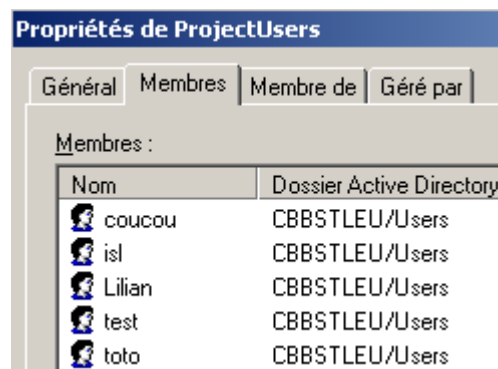 Propriétés de ProjectUsers
Général Membres Membre de Géré par
Membres :
Nom Dossier Active Directory
coucou CBBSTLEU/Users
isl CBBSTLEU/Users
Lilian CBBSTLEU/Users
test CBBSTLEU/Users
toto CBBSTLEU/Users